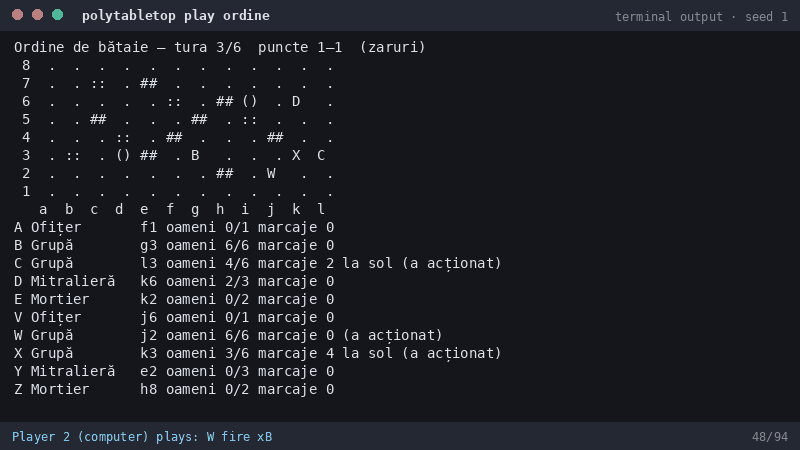 polytabletop play ordine
terminal output · seed 1
Ordine de bătaie — tura 3/6  puncte 1–1  (zaruri)
 8  .  .  .  .  .  .  .  .  .  .  .  .
 7  .  . ::  . ##  .  .  .  .  .  .  .
 6  .  .  .  .  . ::  . ## ()  . D   .
 5  .  . ##  .  .  . ##  . ::  .  .  .
 4  .  .  . ::  . ##  .  .  . ##  .  .
 3  . ::  . () ##  . B   .  .  . X  C
 2  .  .  .  .  .  .  . ##  . W   .  .
 1  .  .  .  .  .  .  .  .  .  .  .  .
   a  b  c  d  e  f  g  h  i  j  k  l
A Ofițer       f1 oameni 0/1 marcaje 0
B Grupă        g3 oameni 6/6 marcaje 0
C Grupă        l3 oameni 4/6 marcaje 2 la sol (a acționat)
D Mitralieră   k6 oameni 2/3 marcaje 0
E Mortier      k2 oameni 0/2 marcaje 0
V Ofițer       j6 oameni 0/1 marcaje 0
W Grupă        j2 oameni 6/6 marcaje 0 (a acționat)
X Grupă        k3 oameni 3/6 marcaje 4 la sol (a acționat)
Y Mitralieră   e2 oameni 0/3 marcaje 0
Z Mortier      h8 oameni 0/2 marcaje 0
Player 2 (computer) plays: W fire xB
48/94